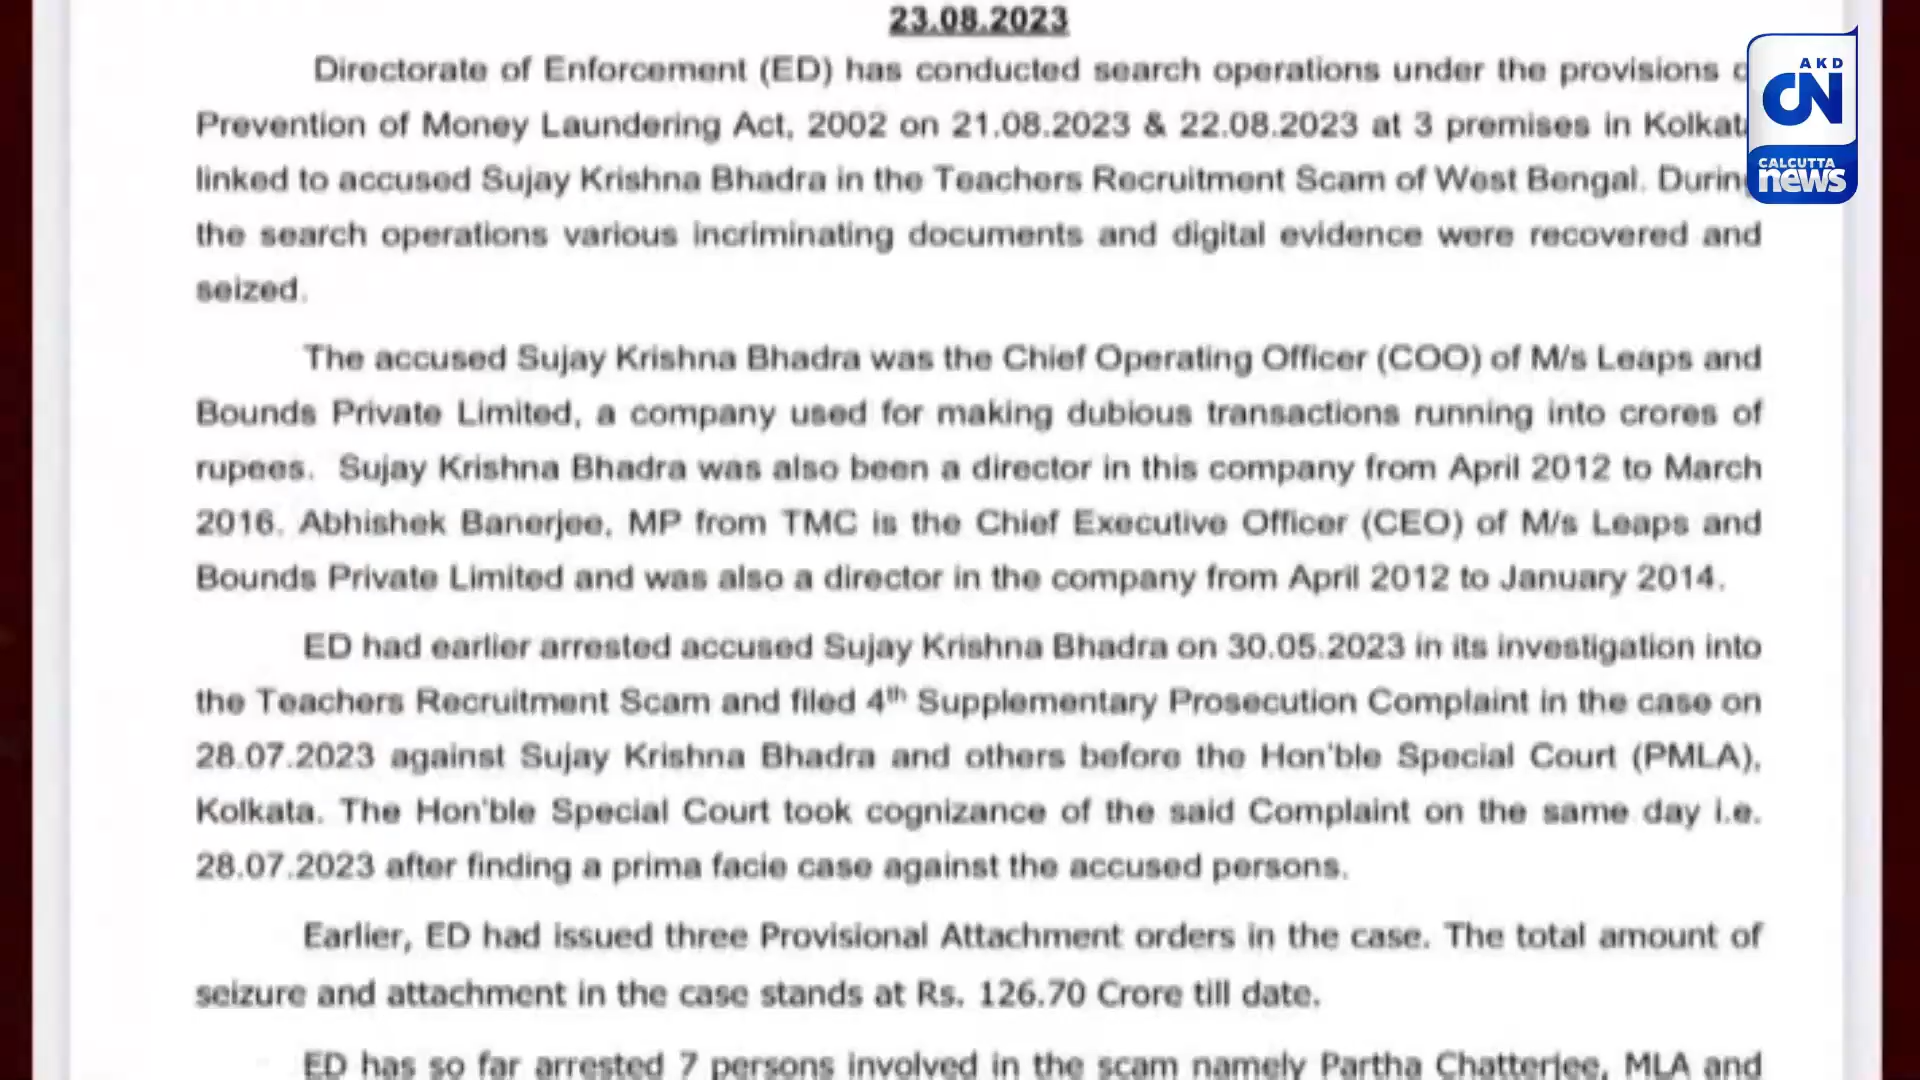 23.08.2023
Directorate of Enforcement (ED) has conducted search operations under the provisions
Prevention of Money Laundering Act, 2002 on 21.08.2023 & 22.08.2023 at 3 premises in Kolkat
linked to accused Sujay Krishna Bhadra in the Teachers Recruitment Scam of West Bengal. During
the search operations various incriminating documents and digital evidence were recovered and
seized.
The accused Sujay Krishna Bhadra was the Chief Operating Officer (COO) of M/s Leaps and
Bounds Private Limited, a company used for making dubious transactions running into crores of
rupees. Sujay Krishna Bhadra was also been a director in this company from April 2012 to March
2016. Abhishek Banerjee, MP from TMC is the Chief Executive Officer (CEO) of M/s Leaps and
Bounds Private Limited and was also a director in the company from April 2012 to January 2014.
ED had earlier arrested accused Sujay Krishna Bhadra on 30.05.2023 in its investigation into
the Teachers Recruitment Scam and filed 4th Supplementary Prosecution Complaint in the case on
28.07.2023 against Sujay Krishna Bhadra and others before the Hon'ble Special Court (PMLA),
Kolkata. The Hon'ble Special Court took cognizance of the said Complaint on the same day i.e.
28.07.2023 after finding a prima facie case against the accused persons.
Earlier, ED had issued three Provisional Attachment orders in the case. The total amount of
seizure and attachment in the case stands at Rs. 126.70 Crore till date.
ED has so far arrested 7 persons involved in the scam namely Partha Chatterjee, MLA and
AKD
CN
CALCUTTA
news